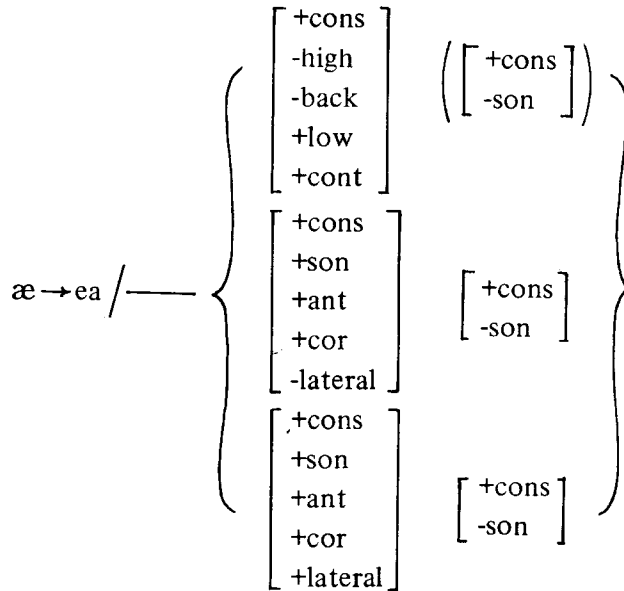 +cons
-high
-back
+low
+cont
( [ +cons
-son ] )
æ → ea / —
+cons
+son
+ant
+cor
-lateral
+cons
-son
+cons
+son
+ant
+cor
+lateral
+cons
-son